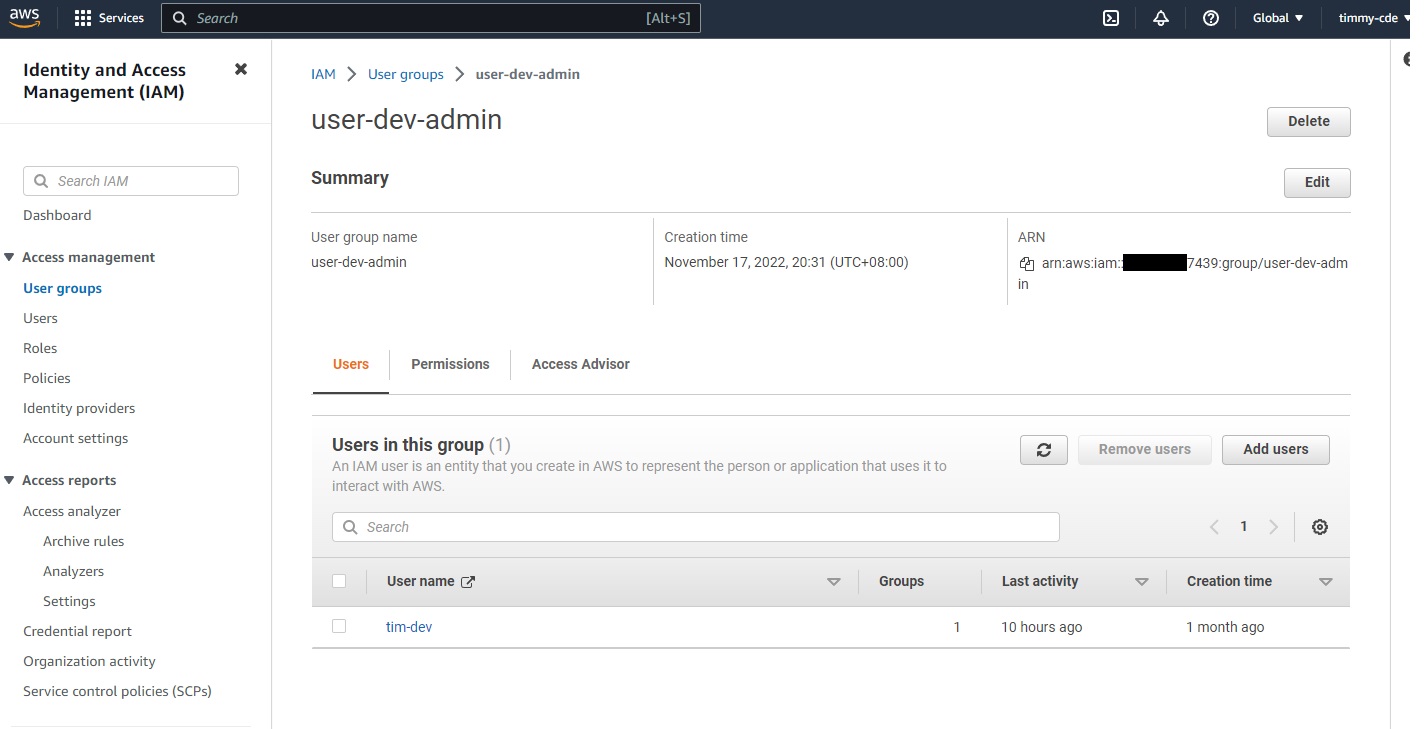 aws Services Search [Alt+S] Global timmy-cde
Identity and Access
Management (IAM)
Search IAM
Dashboard
Access management
User groups
Users
Roles
Policies
Identity providers
Account settings
Access reports
Access analyzer
Archive rules
Analyzers
Settings
Credential report
Organization activity
Service control policies (SCPs)
IAM User groups user-dev-admin
user-dev-admin
Delete
Summary
Edit
User group name
user-dev-admin
Creation time
November 17, 2022, 20:31 (UTC+08:00)
ARN
arn:aws:iam:: 7439:group/user-dev-adm
in
Users Permissions Access Advisor
Users in this group (1)
An IAM user is an entity that you create in AWS to represent the person or application that uses it to
interact with AWS.
Remove users Add users
Search
1
User name Groups Last activity Creation time
tim-dev 1 10 hours ago 1 month ago